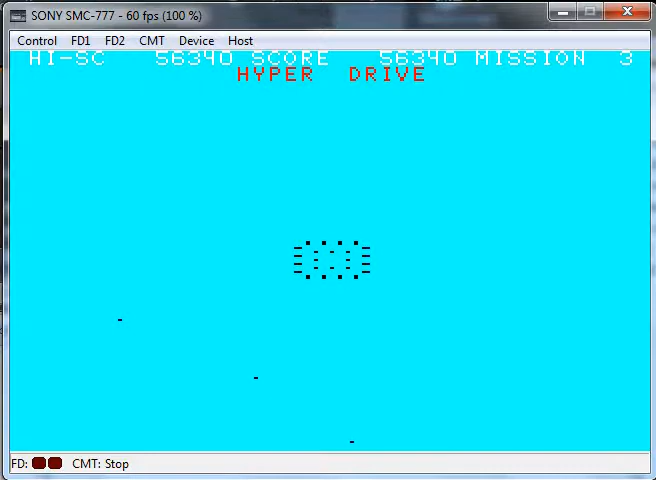 SONY SMC-777 - 60 fps (100 %)
Control FD1 FD2 CMT Device Host
HI-SC 56340 SCORE 56340 MISSION 3
HYPER DRIVE
FD: CMT: Stop